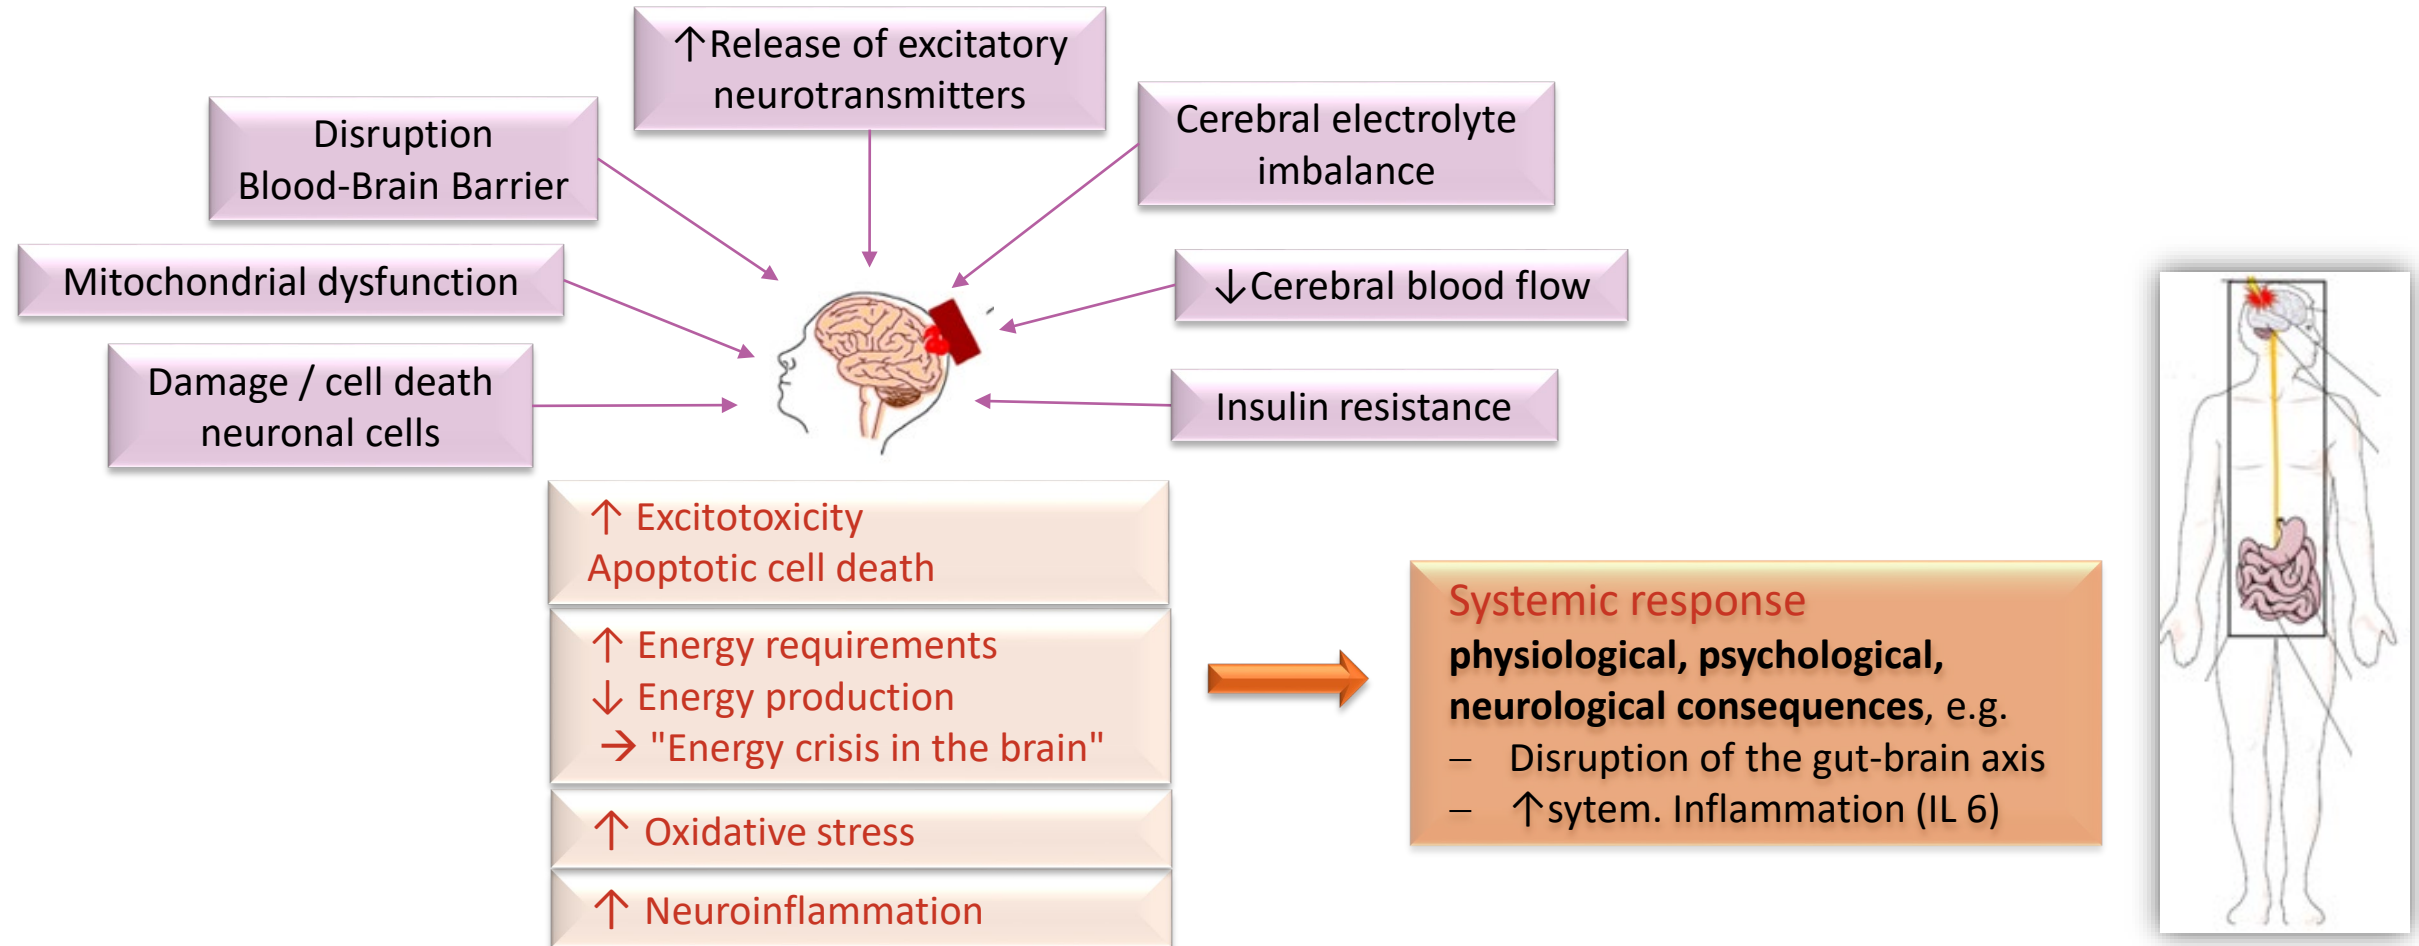 ↑Release of excitatory
neurotransmitters
Disruption
Blood-Brain Barrier
Cerebral electrolyte
imbalance
Mitochondrial dysfunction
↓Cerebral blood flow
Damage / cell death
neuronal cells
Insulin resistance
↑ Excitotoxicity
Apoptotic cell death
↑ Energy requirements
↓ Energy production
→ "Energy crisis in the brain"
↑ Oxidative stress
↑ Neuroinflammation
Systemic response
physiological, psychological,
neurological consequences, e.g.
– Disruption of the gut-brain axis
– ↑sytem. Inflammation (IL 6)